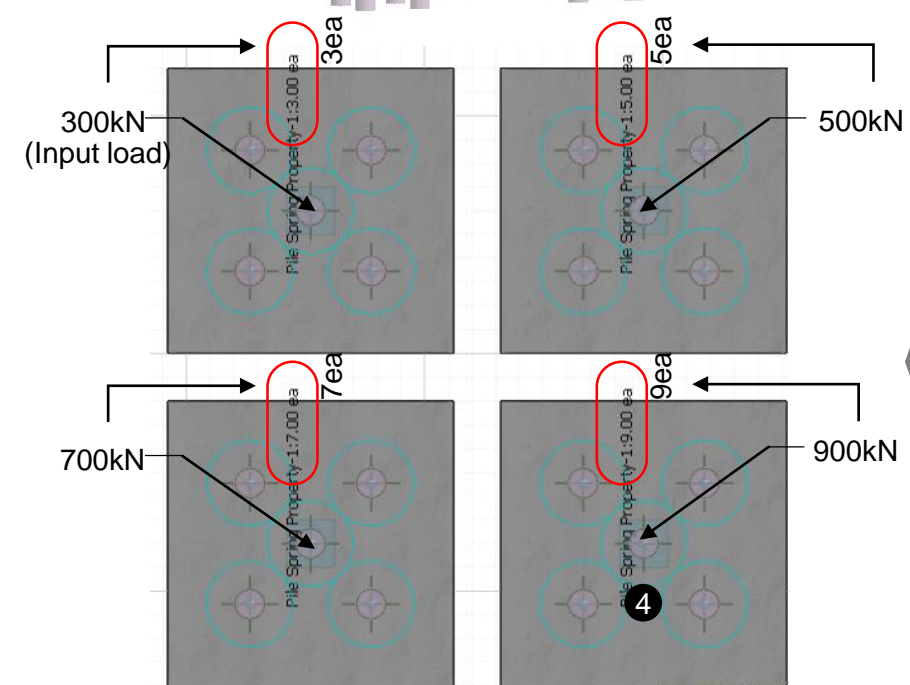 3ea
5ea
Pile Spring Property-1:3.00 ea
Pile Spring Property-1:5.00 ea
300kN
(Input load)
500kN
7ea
9ea
Pile Spring Property-1:7.00 ea
Pile Spring Property-1:9.00 ea
700kN
900kN
4